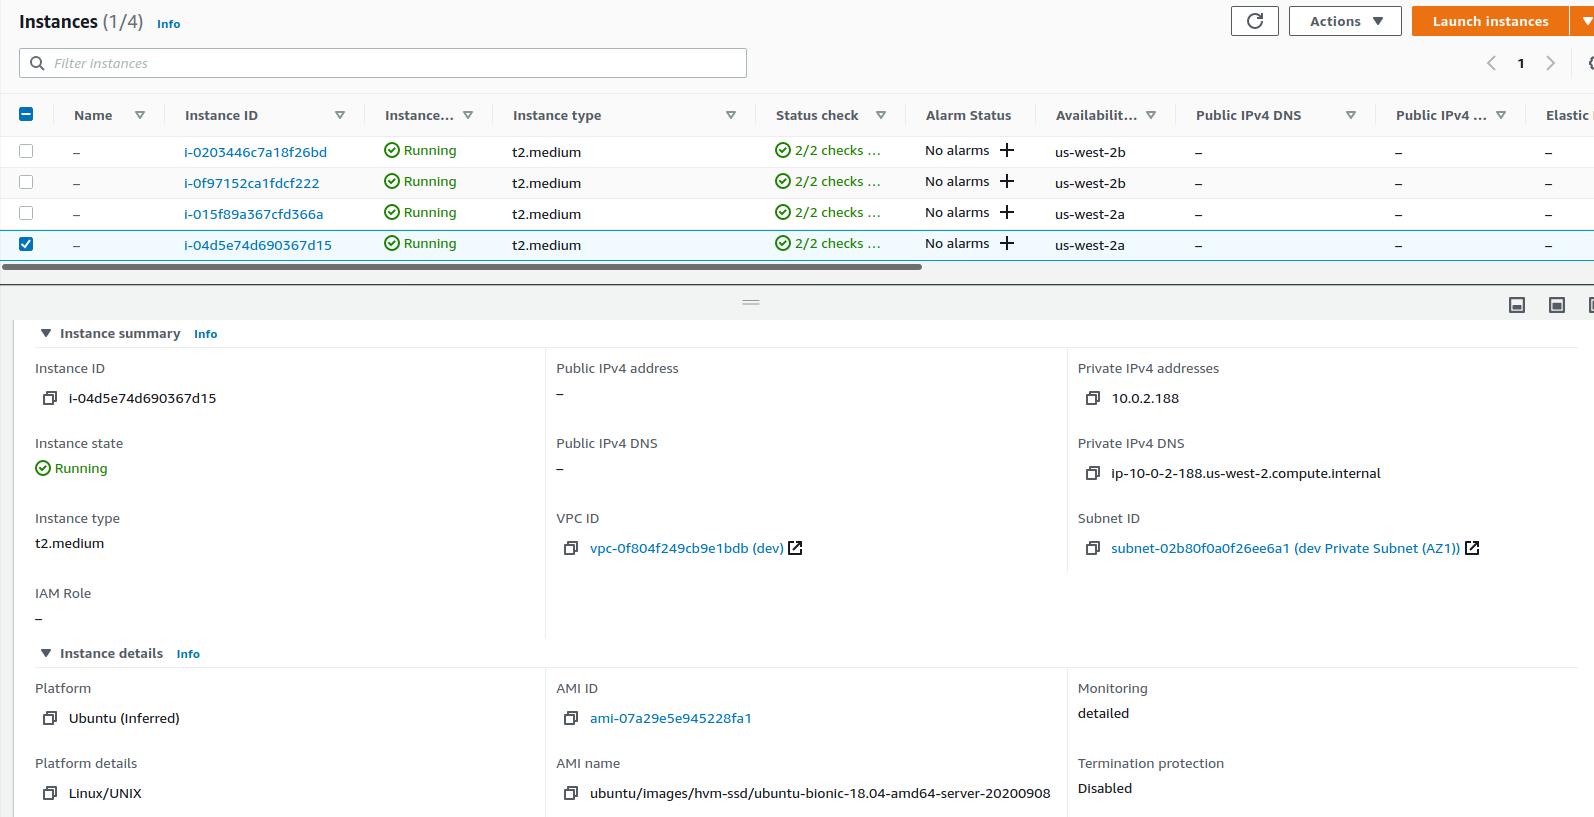 Instances (1/4) Info
Actions
Launch instances
Filter instances
1
Name Instance ID Instance... Instance type Status check Alarm Status Availabilit... Public IPv4 DNS Public IPv4 ... Elastic
– i-0203446c7a18f26bd Running t2.medium 2/2 checks ... No alarms + us-west-2b – – –
– i-0f97152ca1fdcf222 Running t2.medium 2/2 checks ... No alarms + us-west-2b – – –
– i-015f89a367cfd366a Running t2.medium 2/2 checks ... No alarms + us-west-2a – – –
– i-04d5e74d690367d15 Running t2.medium 2/2 checks ... No alarms + us-west-2a – – –
Instance summary Info
Instance ID Public IPv4 address Private IPv4 addresses
i-04d5e74d690367d15 – 10.0.2.188
Instance state Public IPv4 DNS Private IPv4 DNS
Running – ip-10-0-2-188.us-west-2.compute.internal
Instance type VPC ID Subnet ID
t2.medium vpc-0f804f249cb9e1bdb (dev) subnet-02b80f0a0f26ee6a1 (dev Private Subnet (AZ1))
IAM Role
–
Instance details Info
Platform AMI ID Monitoring
Ubuntu (Inferred) ami-07a29e5e945228fa1 detailed
Platform details AMI name Termination protection
Linux/UNIX ubuntu/images/hvm-ssd/ubuntu-bionic-18.04-amd64-server-20200908 Disabled